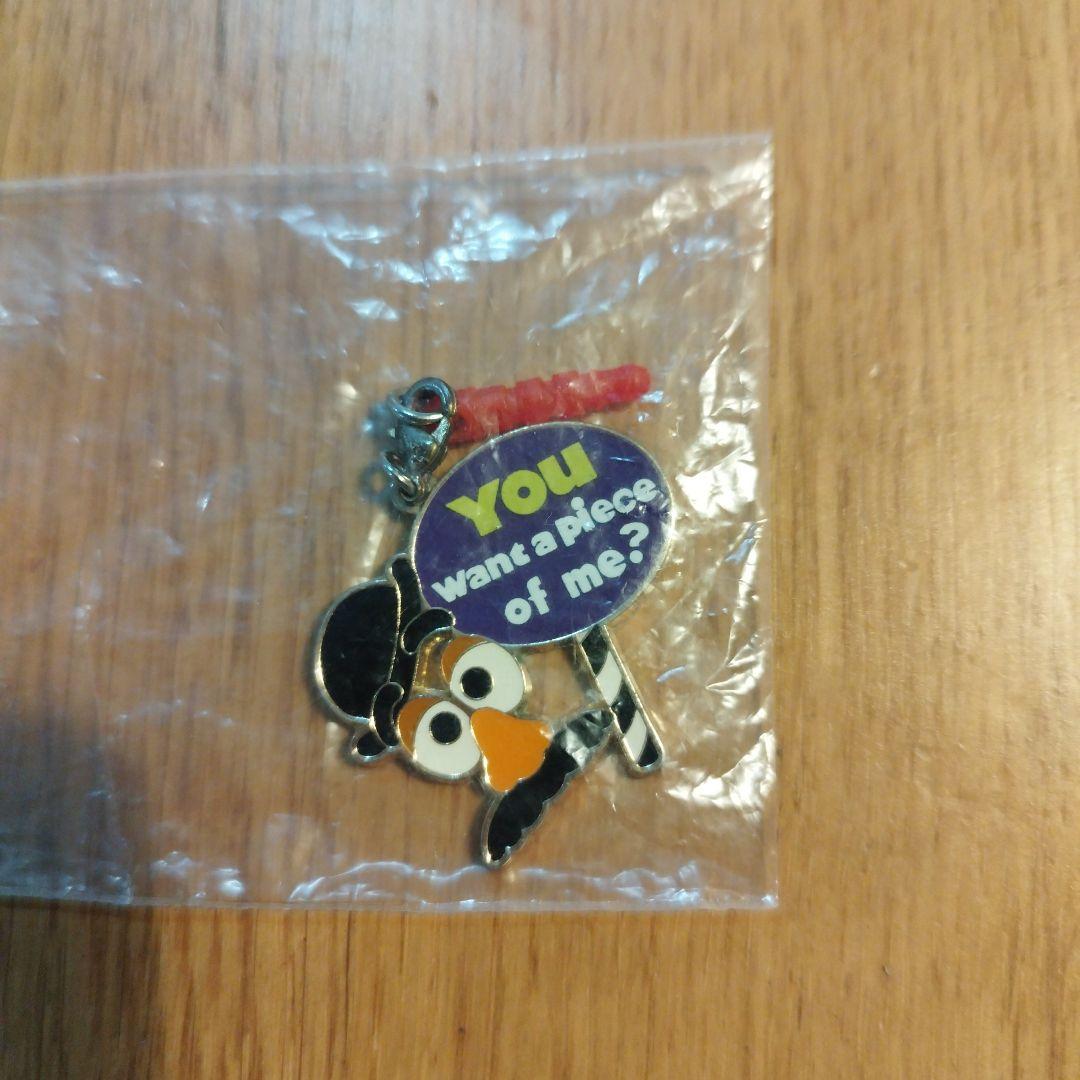 You
Want a piece
of me?